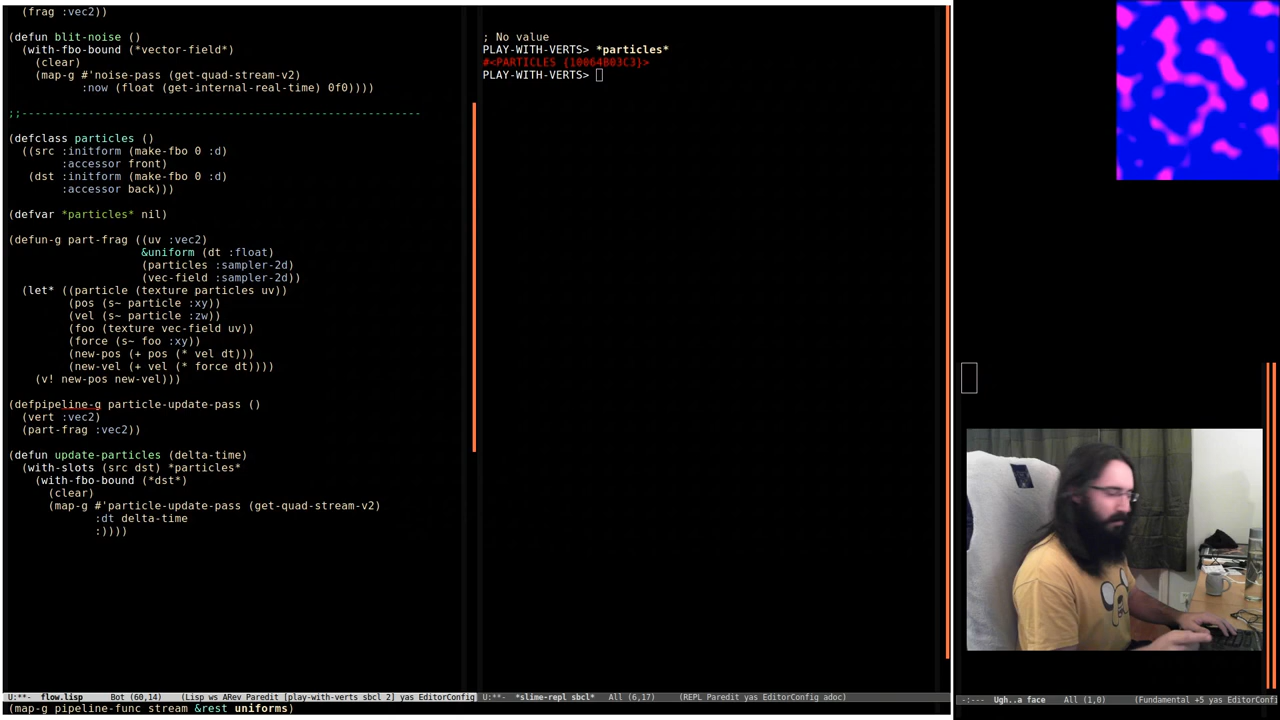 (frag :vec2))
(defun blit-noise ()
(with-fbo-bound (*vector-field*)
(clear)
(map-g #'noise-pass (get-quad-stream-v2)
:now (float (get-internal-real-time) 0f0))))
;;------------------------------------------------------------
(defclass particles ()
((src :initform (make-fbo 0 :d)
:accessor front)
(dst :initform (make-fbo 0 :d)
:accessor back)))
(defvar *particles* nil)
(defun-g part-frag ((uv :vec2)
&uniform (dt :float)
(particles :sampler-2d)
(vec-field :sampler-2d))
(let* ((particle (texture particles uv))
(pos (s~ particle :xy))
(vel (s~ particle :zw))
(foo (texture vec-field uv))
(force (s~ foo :xy))
(new-pos (+ pos (* vel dt)))
(new-vel (+ vel (* force dt))))
(v! new-pos new-vel)))
(defpipeline-g particle-update-pass ()
(vert :vec2)
(part-frag :vec2))
(defun update-particles (delta-time)
(with-slots (src dst) *particles*
(with-fbo-bound (*dst*)
(clear)
(map-g #'particle-update-pass (get-quad-stream-v2)
:dt delta-time
:))))
U:**- flow.lisp Bot (60,14) (Lisp ws ARev Paredit [play-with-verts sbcl 2] yas EditorConfig
(map-g pipeline-func stream &rest uniforms)
; No value
PLAY-WITH-VERTS> *particles*
#<PARTICLES {10064B03C3}>
PLAY-WITH-VERTS>
U:**- *slime-repl sbcl* All (6,17) (REPL Paredit yas EditorConfig adoc)
-:--- Ugh..a face All (1,0) (Fundamental +5 yas EditorConfi